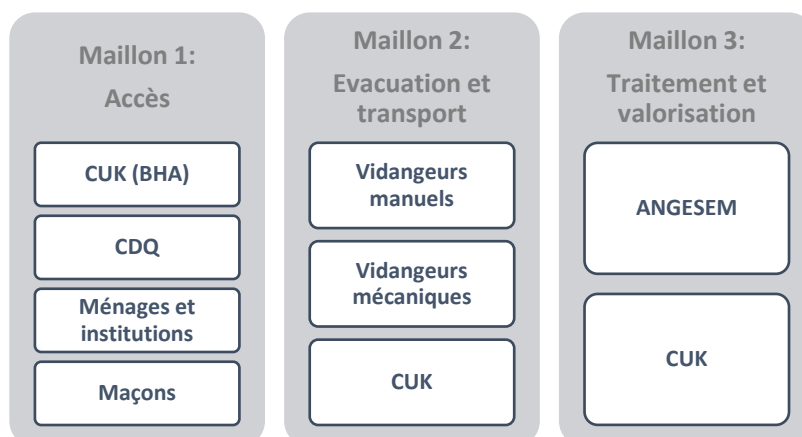 Maillon 1:
Accès
CUK (BHA)
CDQ
Ménages et
institutions
Maçons
Maillon 2:
Evacuation et
transport
Vidangeurs
manuels
Vidangeurs
mécaniques
CUK
Maillon 3:
Traitement et
valorisation
ANGESEM
CUK